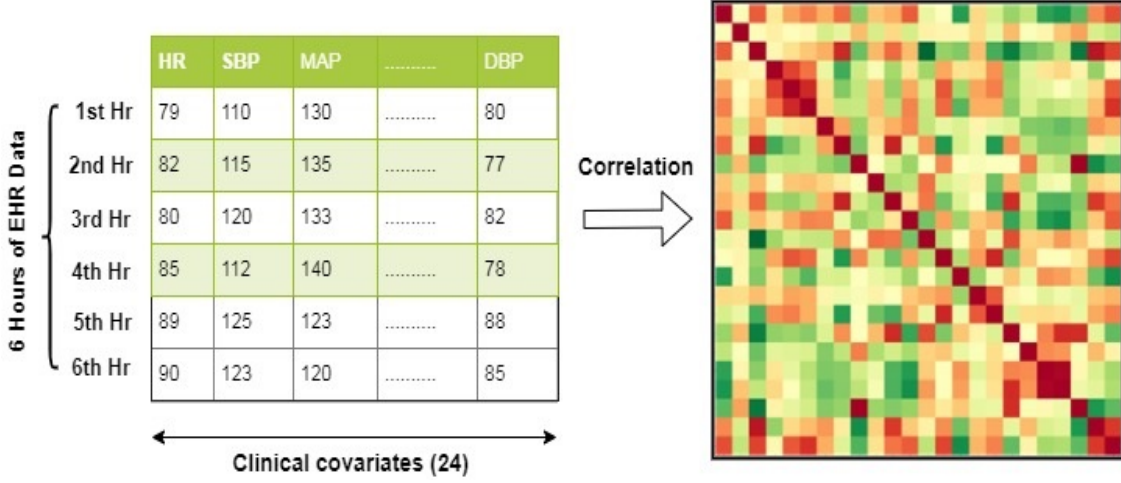 HR SBP MAP .......... DBP
1st Hr 79 110 130 .......... 80
2nd Hr 82 115 135 .......... 77
3rd Hr 80 120 133 .......... 82
4th Hr 85 112 140 .......... 78
5th Hr 89 125 123 .......... 88
6th Hr 90 123 120 .......... 85
6 Hours of EHR Data
Clinical covariates (24)
Correlation